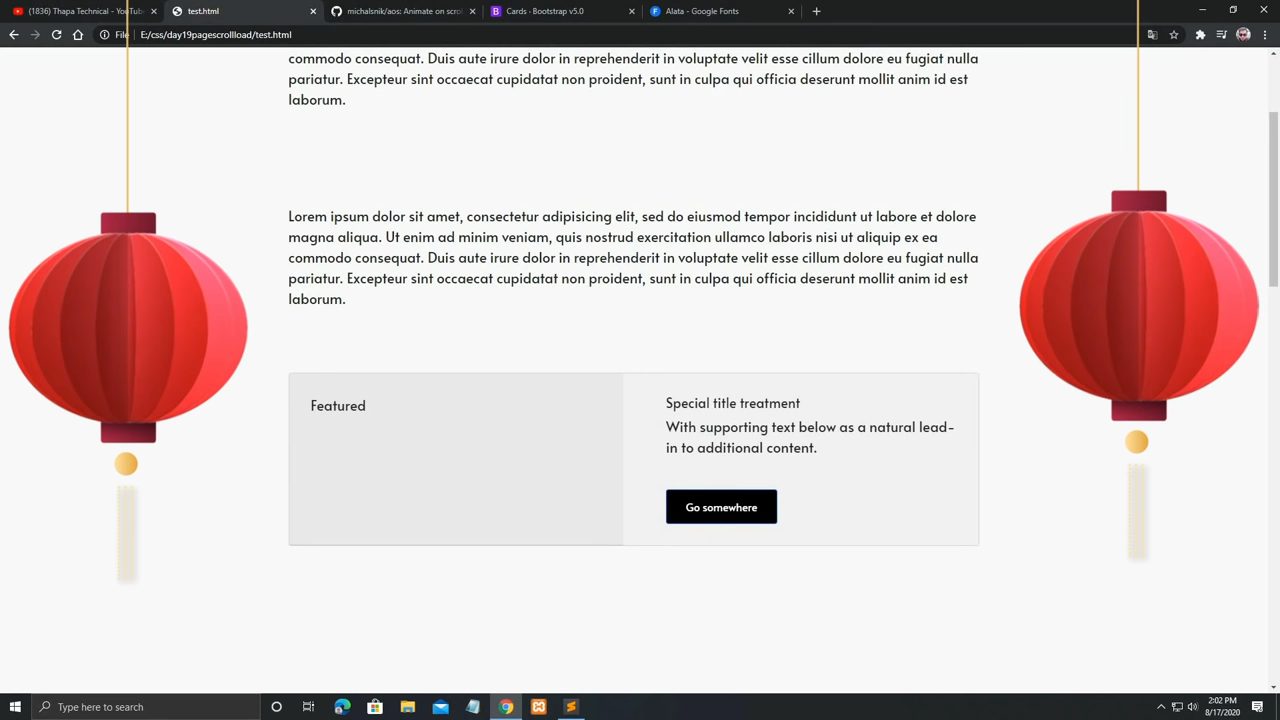 (1836) Thapa Technical - YouTube
test.html
michalsnik/aos: Animate on scrol
Cards · Bootstrap v5.0
Alata - Google Fonts
File
E:/css/day19pagescrollload/test.html
commodo consequat. Duis aute irure dolor in reprehenderit in voluptate velit esse cillum dolore eu fugiat nulla
pariatur. Excepteur sint occaecat cupidatat non proident, sunt in culpa qui officia deserunt mollit anim id est
laborum.
Lorem ipsum dolor sit amet, consectetur adipisicing elit, sed do eiusmod tempor incididunt ut labore et dolore
magna aliqua. Ut enim ad minim veniam, quis nostrud exercitation ullamco laboris nisi ut aliquip ex ea
commodo consequat. Duis aute irure dolor in reprehenderit in voluptate velit esse cillum dolore eu fugiat nulla
pariatur. Excepteur sint occaecat cupidatat non proident, sunt in culpa qui officia deserunt mollit anim id est
laborum.
Featured
Special title treatment
With supporting text below as a natural lead-
in to additional content.
Go somewhere
Type here to search
2:02 PM
8/17/2020